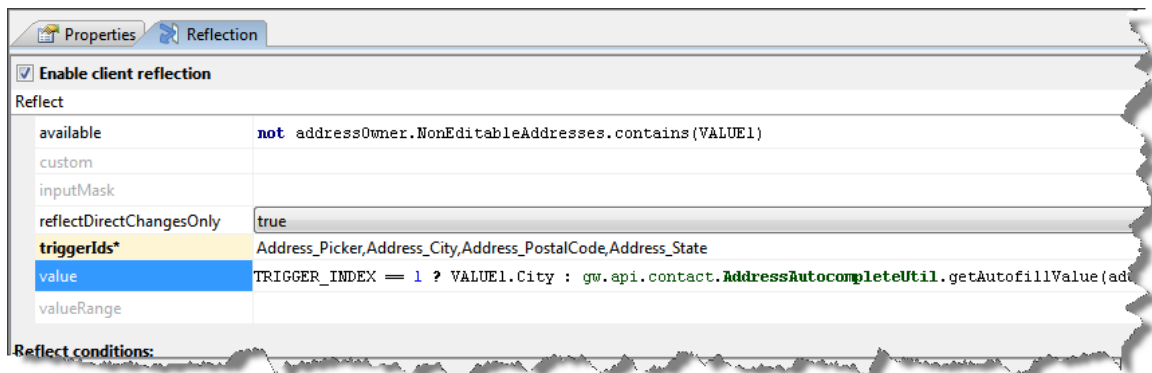 Properties Reflection
Enable client reflection
Reflect
available not addressOwner.NonEditableAddresses.contains(VALUE1)
custom
inputMask
reflectDirectChangesOnly true
triggerIds* Address_Picker,Address_City,Address_PostalCode,Address_State
value TRIGGER_INDEX == 1 ? VALUE1.City : gw.api.contact.AddressAutocompleteUtil.getAutofillValue(add
valueRange
Reflect conditions: